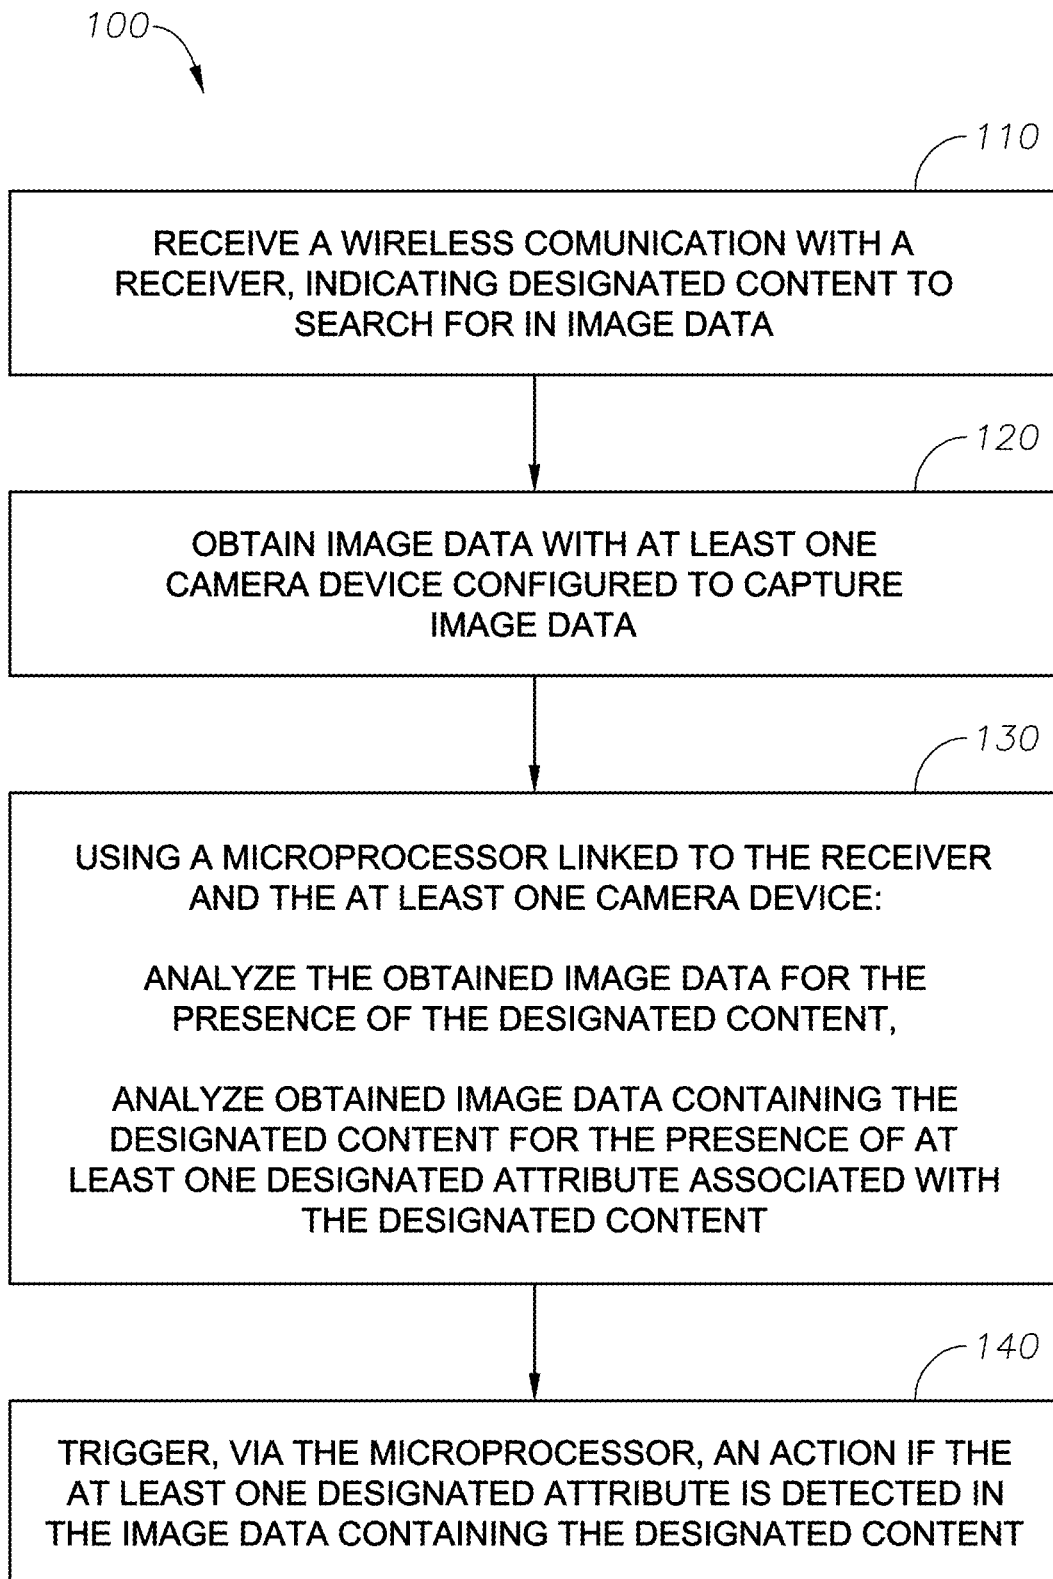 100
110
RECEIVE A WIRELESS COMUNICATION WITH A
RECEIVER, INDICATING DESIGNATED CONTENT TO
SEARCH FOR IN IMAGE DATA
120
OBTAIN IMAGE DATA WITH AT LEAST ONE
CAMERA DEVICE CONFIGURED TO CAPTURE
IMAGE DATA
130
USING A MICROPROCESSOR LINKED TO THE RECEIVER
AND THE AT LEAST ONE CAMERA DEVICE:
ANALYZE THE OBTAINED IMAGE DATA FOR THE
PRESENCE OF THE DESIGNATED CONTENT,
ANALYZE OBTAINED IMAGE DATA CONTAINING THE
DESIGNATED CONTENT FOR THE PRESENCE OF AT
LEAST ONE DESIGNATED ATTRIBUTE ASSOCIATED WITH
THE DESIGNATED CONTENT
140
TRIGGER, VIA THE MICROPROCESSOR, AN ACTION IF THE
AT LEAST ONE DESIGNATED ATTRIBUTE IS DETECTED IN
THE IMAGE DATA CONTAINING THE DESIGNATED CONTENT